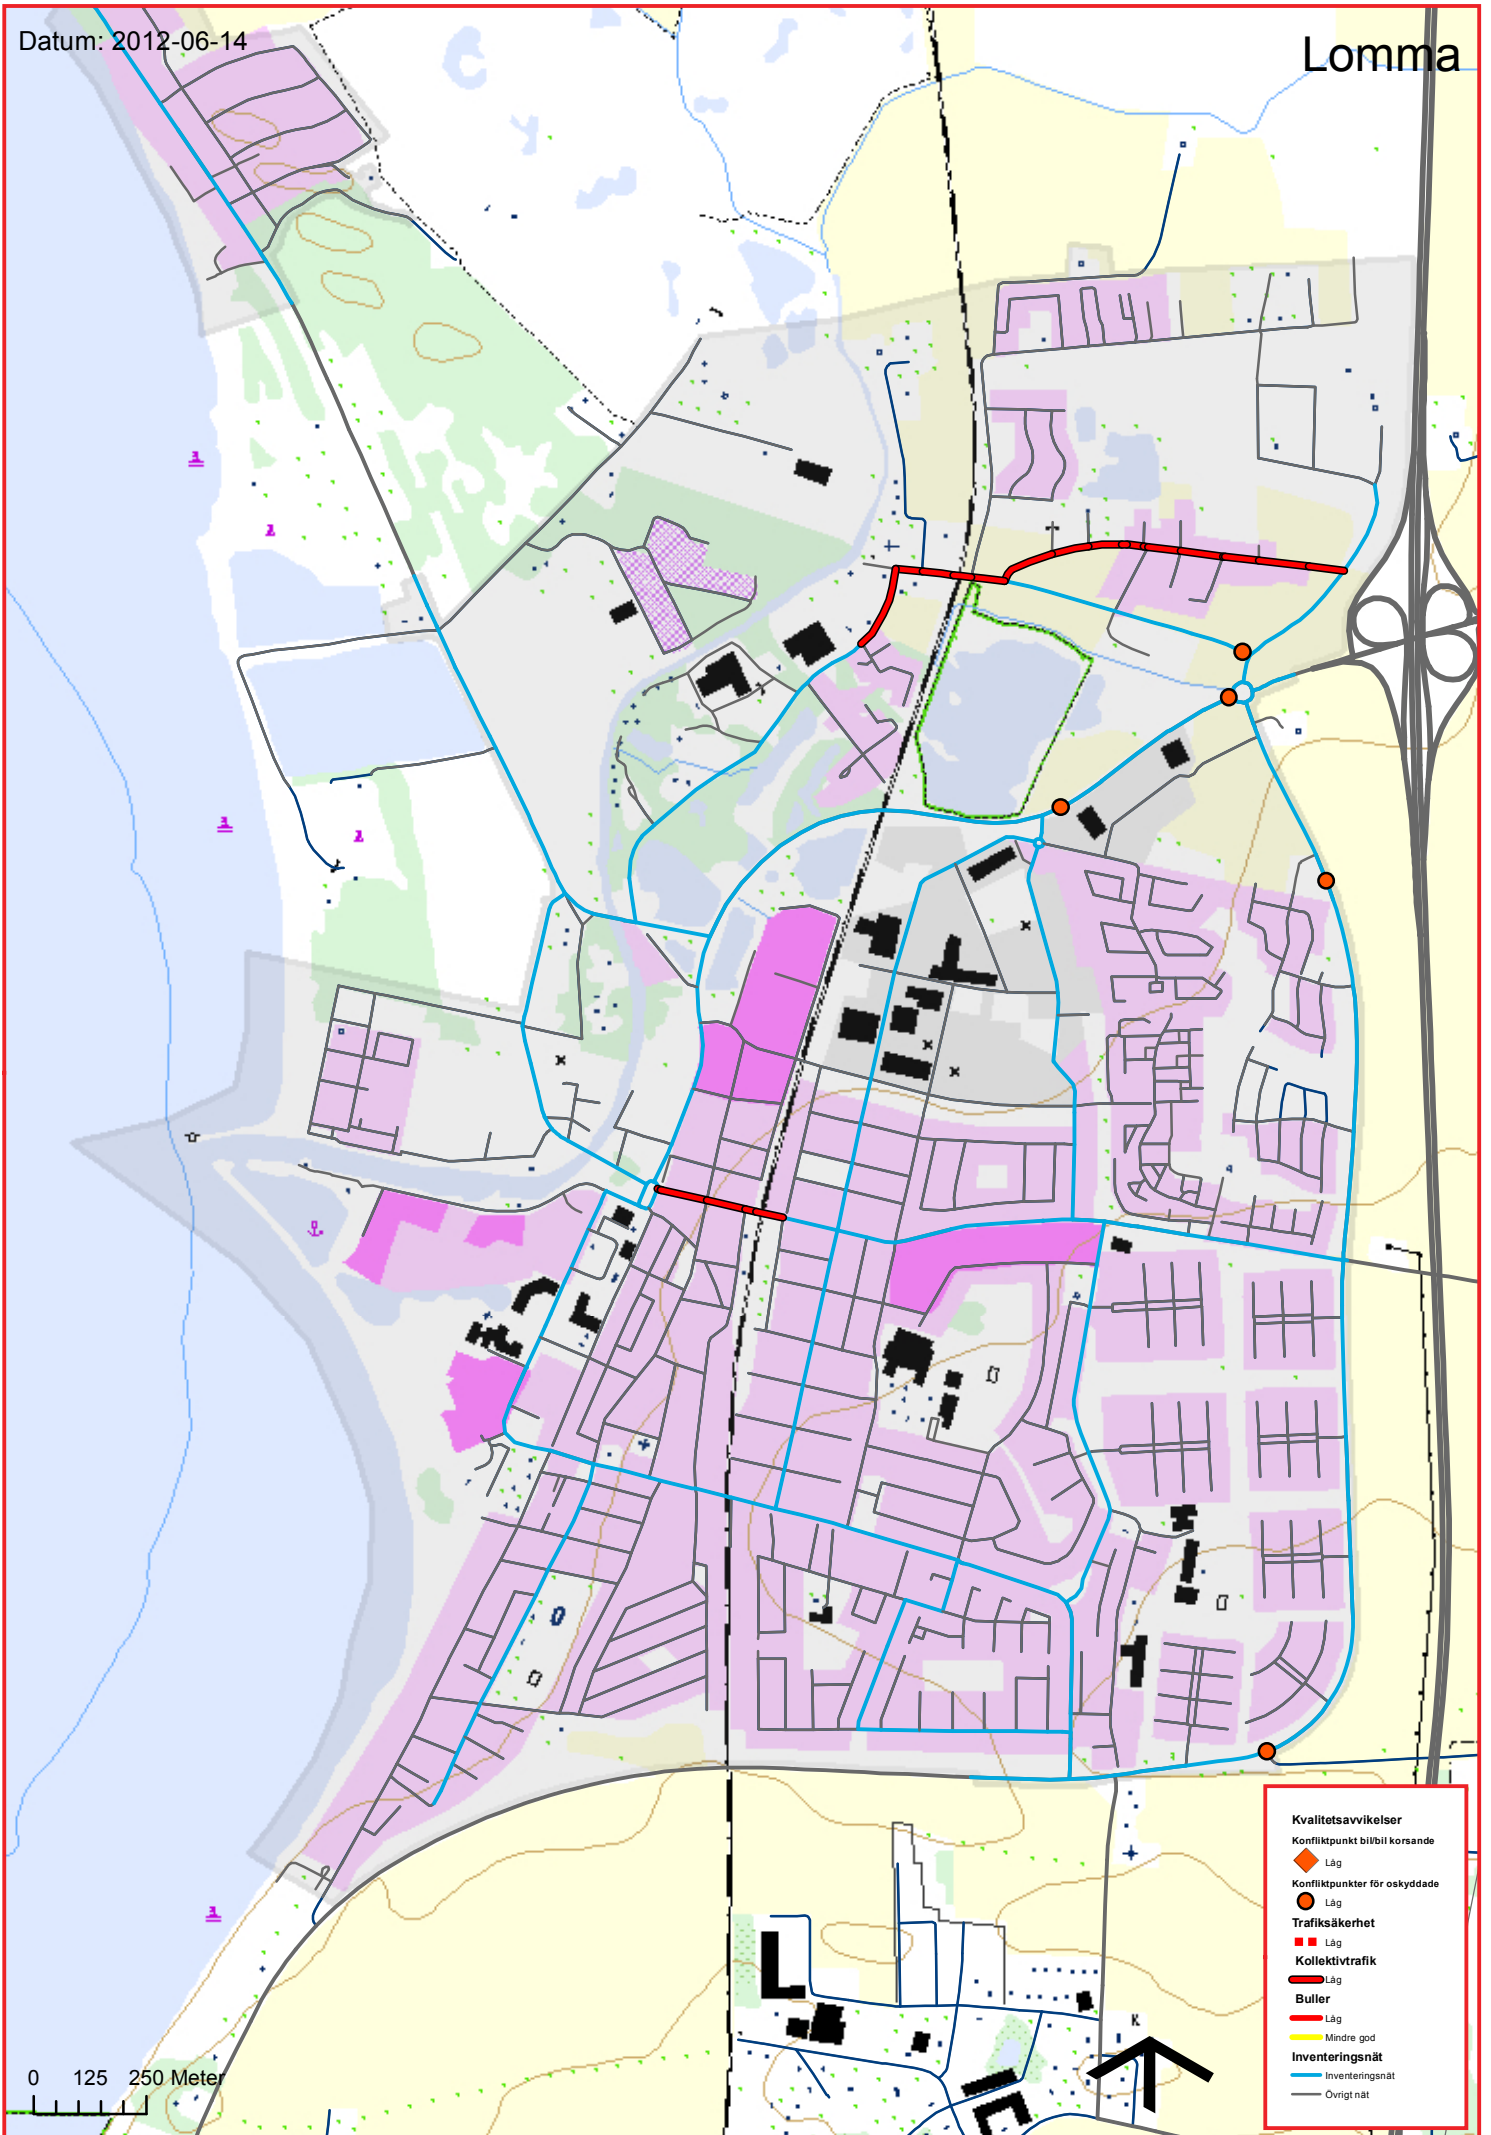 Datum: 2012-06-14
Lomma
Kvalitetsavvikelser
Konfliktpunkt bil/bil korsande
Låg
Konfliktpunkter för oskyddade
Låg
Trafiksäkerhet
Låg
Kollektivtrafik
Låg
Buller
Låg
Mindre god
Inventeringsnät
Inventeringsnät
Övrigt nät
K
0 125 250 Meter